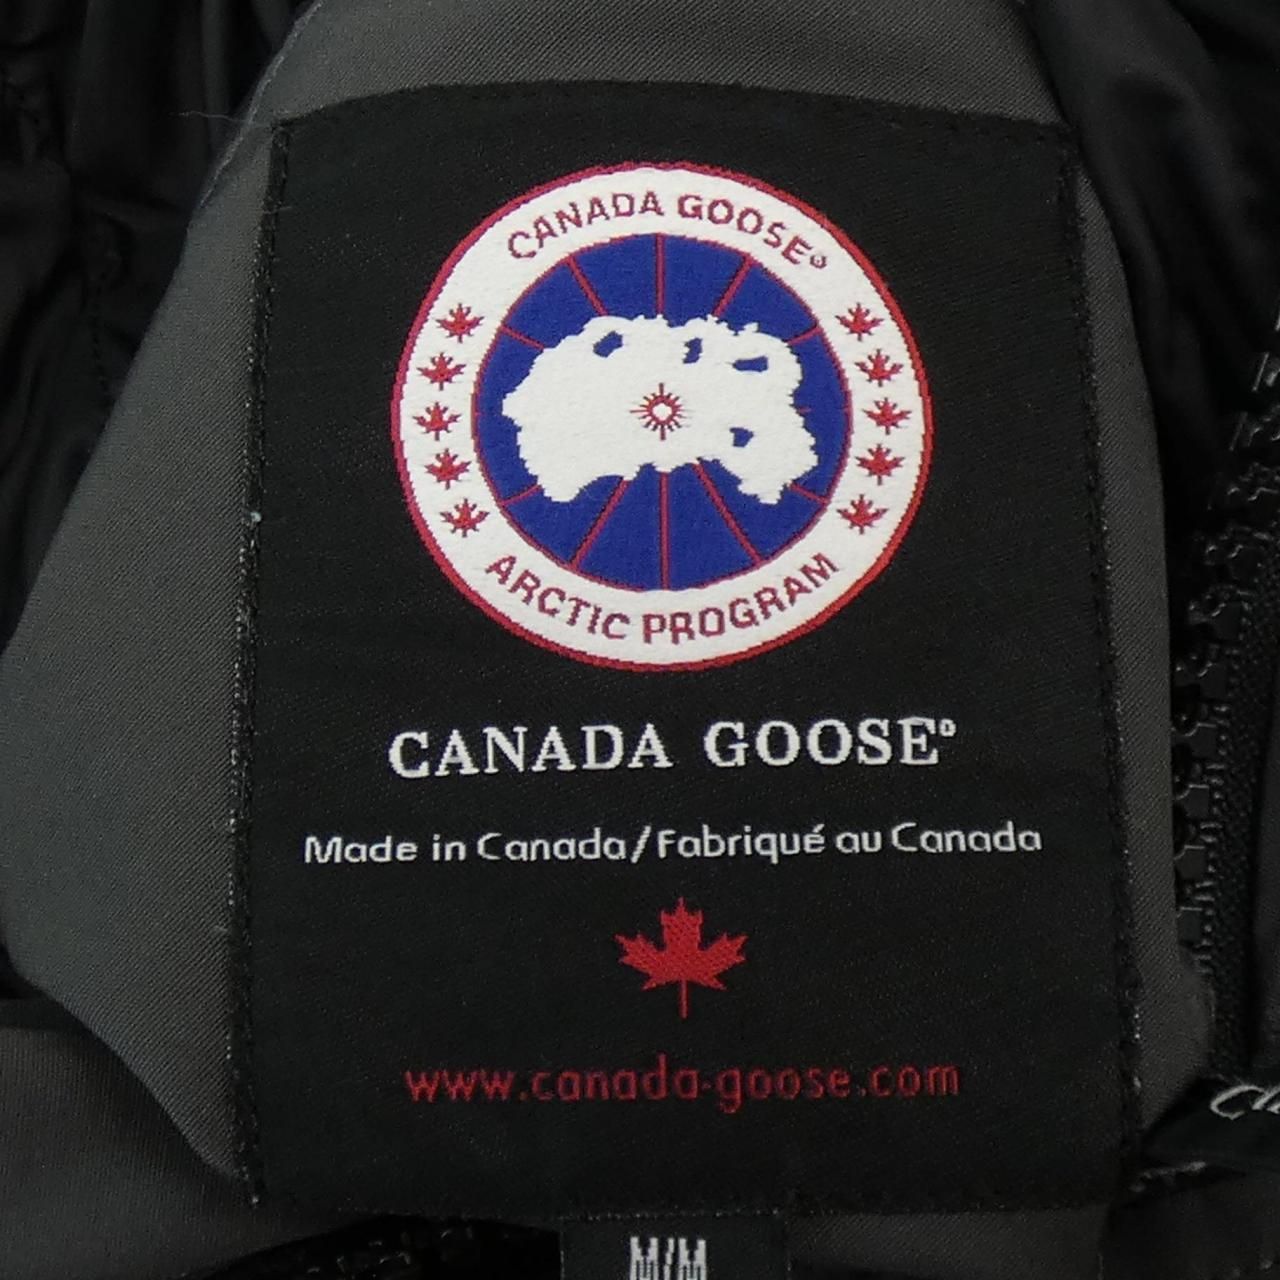 CANADA GOOSE®
ARCTIC PROGRAM
CANADA GOOSE®
Made in Canada/Fabriqué au Canada
www.canada-goose.com
M/M